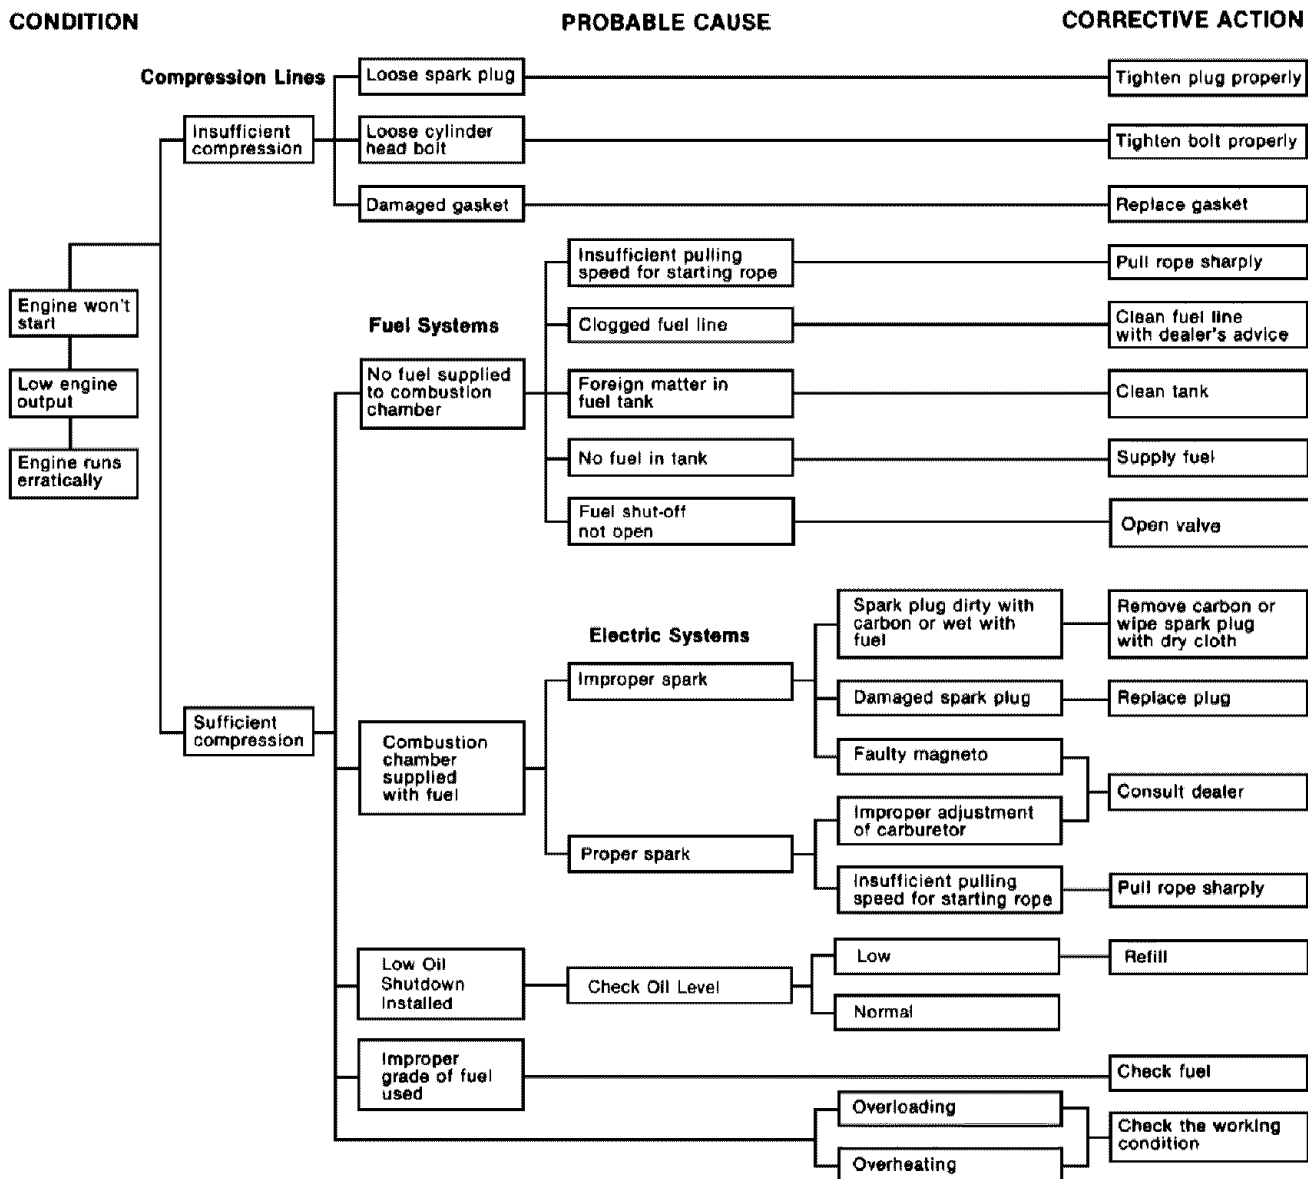 CONDITION
PROBABLE CAUSE
CORRECTIVE ACTION
Compression Lines
Loose spark plug
Tighten plug properly
Insufficient
compression
Loose cylinder
head bolt
Tighten bolt properly
Damaged gasket
Replace gasket
Engine won't
start
Low engine
output
Engine runs
erratically
Fuel Systems
No fuel supplied
to combustion
chamber
Insufficient pulling
speed for starting rope
Pull rope sharply
Clogged fuel line
Clean fuel line
with dealer's advice
Foreign matter in
fuel tank
Clean tank
No fuel in tank
Supply fuel
Fuel shut-off
not open
Open valve
Sufficient
compression
Combustion
chamber
supplied
with fuel
Electric Systems
Improper spark
Spark plug dirty with
carbon or wet with
fuel
Remove carbon or
wipe spark plug
with dry cloth
Damaged spark plug
Replace plug
Faulty magneto
Consult dealer
Proper spark
Improper adjustment
of carburetor
Insufficient pulling
speed for starting rope
Pull rope sharply
Low Oil
Shutdown
Installed
Check Oil Level
Low
Refill
Normal
Improper
grade of fuel
used
Check fuel
Overloading
Overheating
Check the working
condition